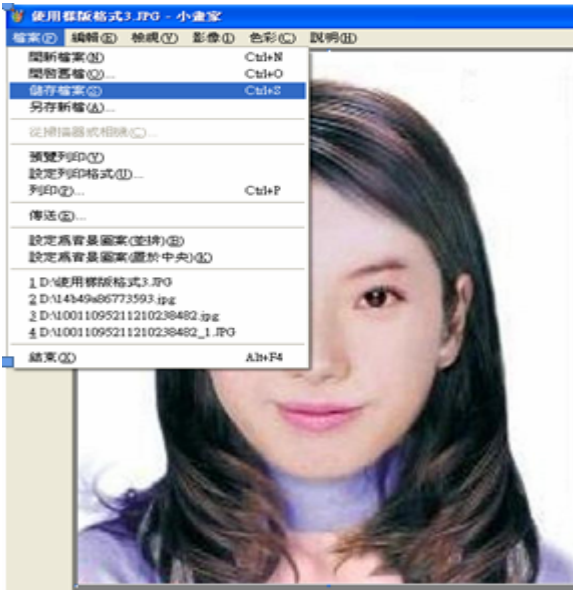 使用樣版格式3.JPG - 小畫家
檔案(F) 編輯(E) 檢視(V) 影像(I) 色彩(C) 說明(H)
開新檔案(N) Ctrl+N
開啟舊檔(O)... Ctrl+O
儲存檔案(S) Ctrl+S
另存新檔(A)...
從掃描器或相機(C)...
預覽列印(V)
設定列印格式(U)...
列印(P)... Ctrl+P
傳送(E)...
設定為背景圖案(並排)(B)
設定為背景圖案(置於中央)(K)
1 D:\使用樣版格式3.JPG
2 D:\14b49a86773593.jpg
3 D:\10011095211210238482.jpg
4 D:\10011095211210238482_1.JPG
結束(X) Alt+F4